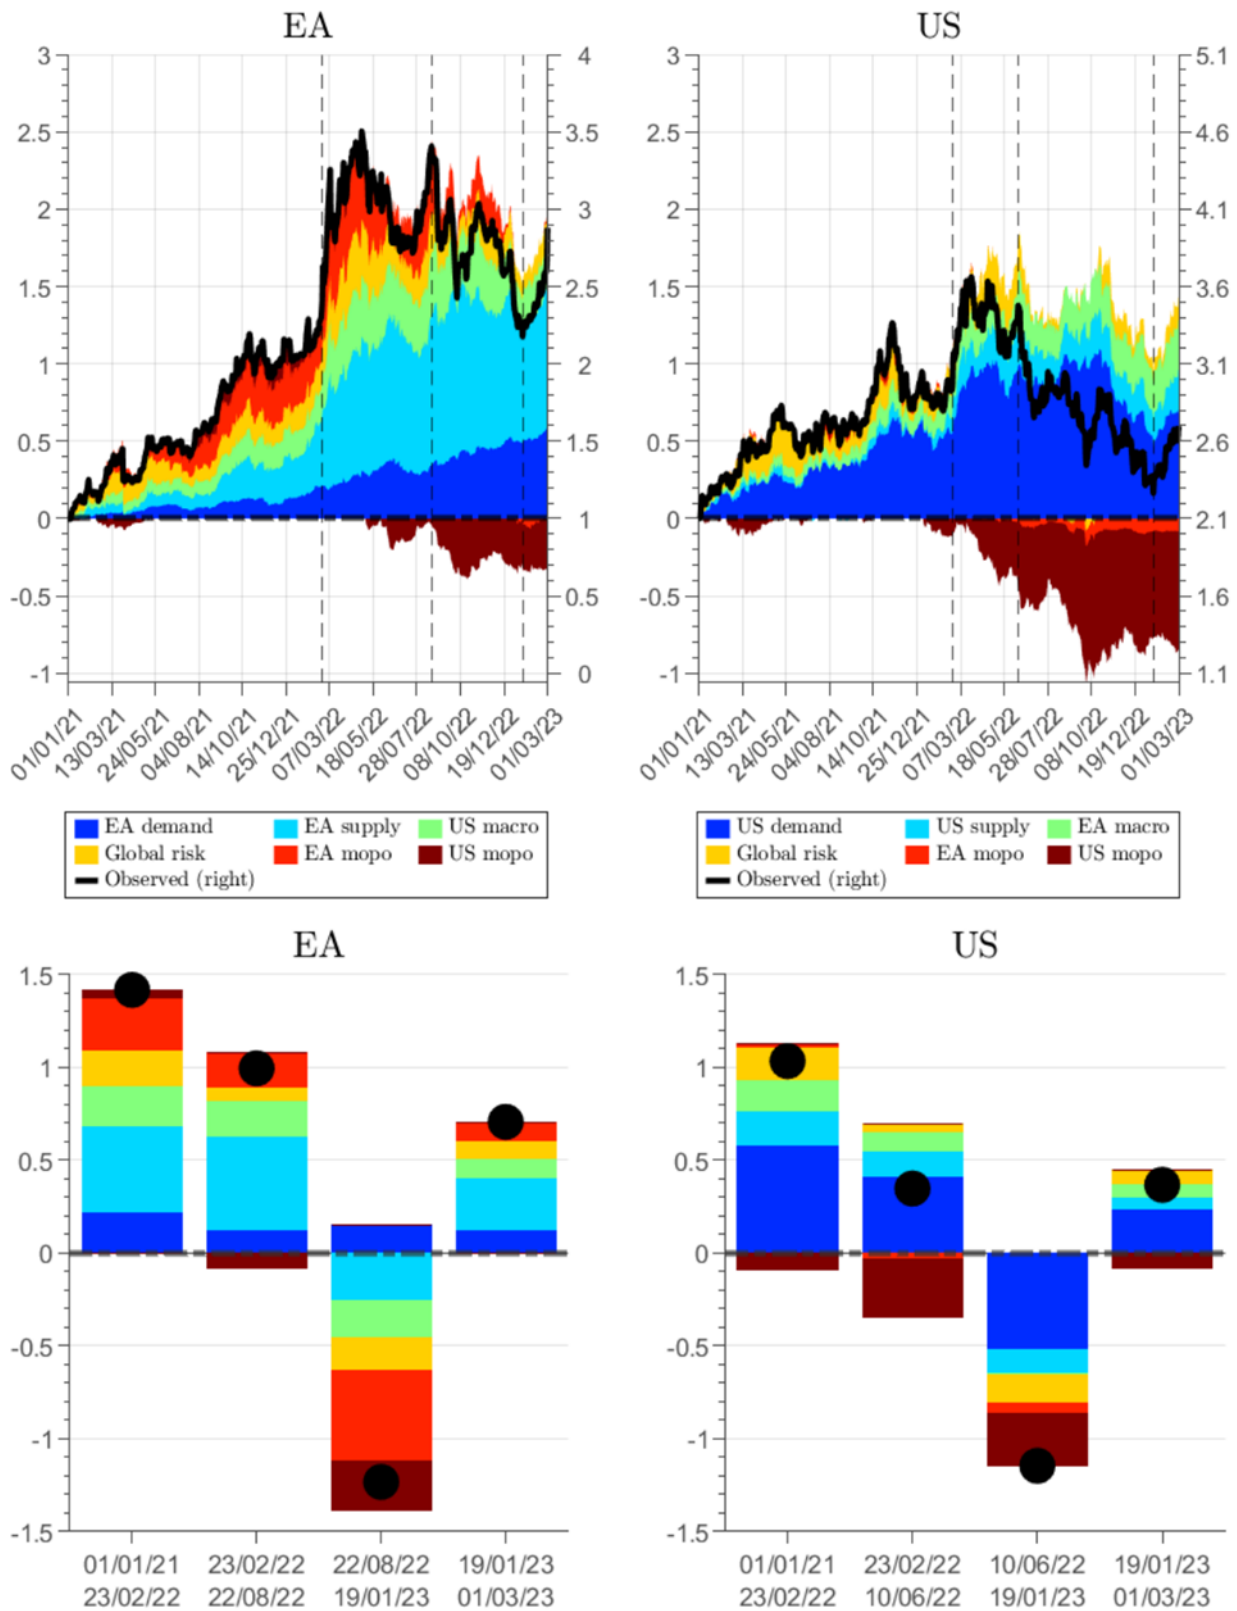 EA
US
3 4
2.5 3.5
2 3
1.5 2.5
1 2
0.5 1.5
0 1
-0.5 0.5
-1 0
01/01/21 13/03/21 24/05/21 04/08/21 14/10/21 25/12/21 07/03/22 18/05/22 28/07/22 08/10/22 19/12/22 01/03/23
3 5.1
2.5 4.6
2 4.1
1.5 3.6
1 3.1
0.5 2.6
0 2.1
-0.5 1.6
-1 1.1
01/01/21 13/03/21 24/05/21 04/08/21 14/10/21 25/12/21 07/03/22 18/05/22 28/07/22 08/10/22 19/12/22 01/03/23
EA demand EA supply US macro
Global risk EA mopo US mopo
Observed (right)
US demand US supply EA macro
Global risk EA mopo US mopo
Observed (right)
EA
1.5
1
0.5
0
-0.5
-1
-1.5
01/01/21 23/02/22 22/08/22 19/01/23
23/02/22 22/08/22 19/01/23 01/03/23
US
1.5
1
0.5
0
-0.5
-1
-1.5
01/01/21 23/02/22 10/06/22 19/01/23
23/02/22 10/06/22 19/01/23 01/03/23